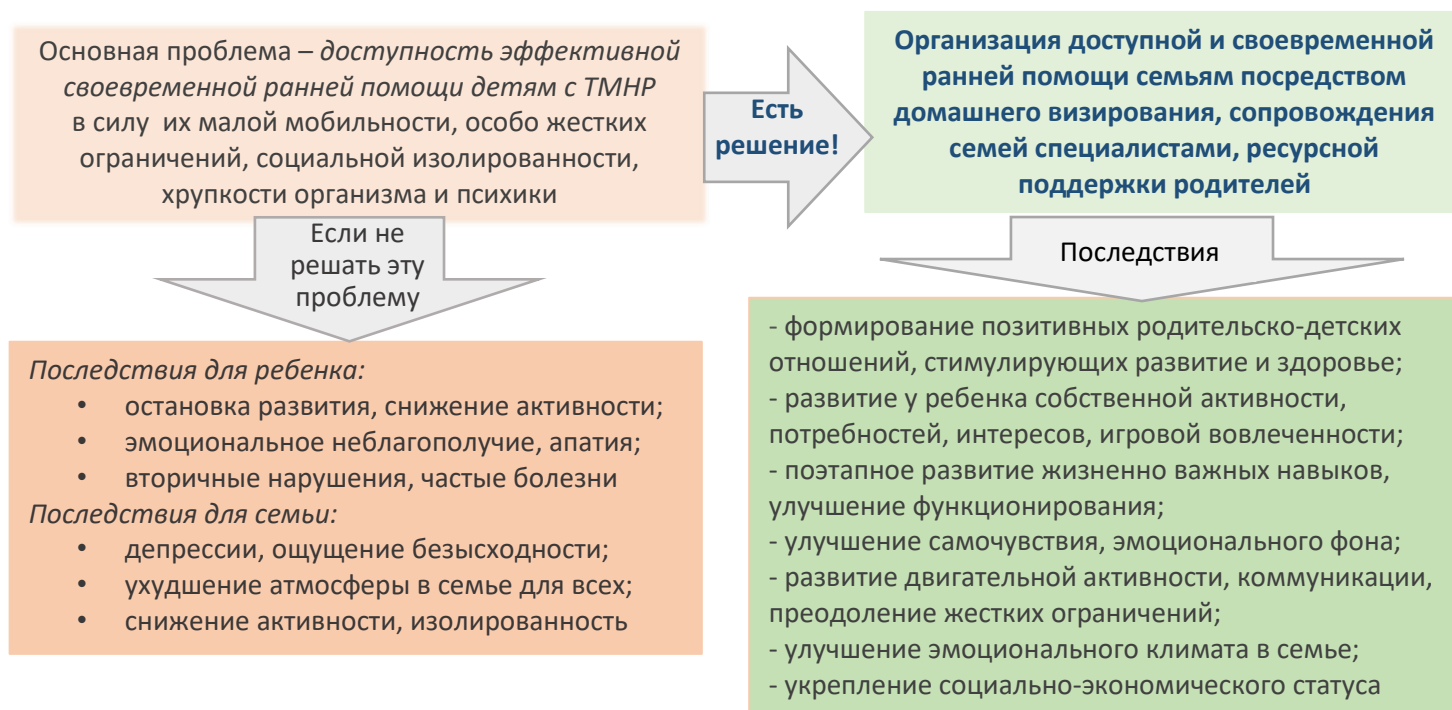 Основная проблема – доступность эффективной
своевременной ранней помощи детям с ТМНР
в силу их малой мобильности, особо жестких
ограничений, социальной изолированности,
хрупкости организма и психики
Есть
решение!
Организация доступной и своевременной
ранней помощи семьям посредством
домашнего визирования, сопровождения
семей специалистами, ресурсной
поддержки родителей
Если не
решать эту
проблему
Последствия
Последствия для ребенка:
• остановка развития, снижение активности;
• эмоциональное неблагополучие, апатия;
• вторичные нарушения, частые болезни
Последствия для семьи:
• депрессии, ощущение безысходности;
• ухудшение атмосферы в семье для всех;
• снижение активности, изолированность
- формирование позитивных родительско-детских
отношений, стимулирующих развитие и здоровье;
- развитие у ребенка собственной активности,
потребностей, интересов, игровой вовлеченности;
- поэтапное развитие жизненно важных навыков,
улучшение функционирования;
- улучшение самочувствия, эмоционального фона;
- развитие двигательной активности, коммуникации,
преодоление жестких ограничений;
- улучшение эмоционального климата в семье;
- укрепление социально-экономического статуса